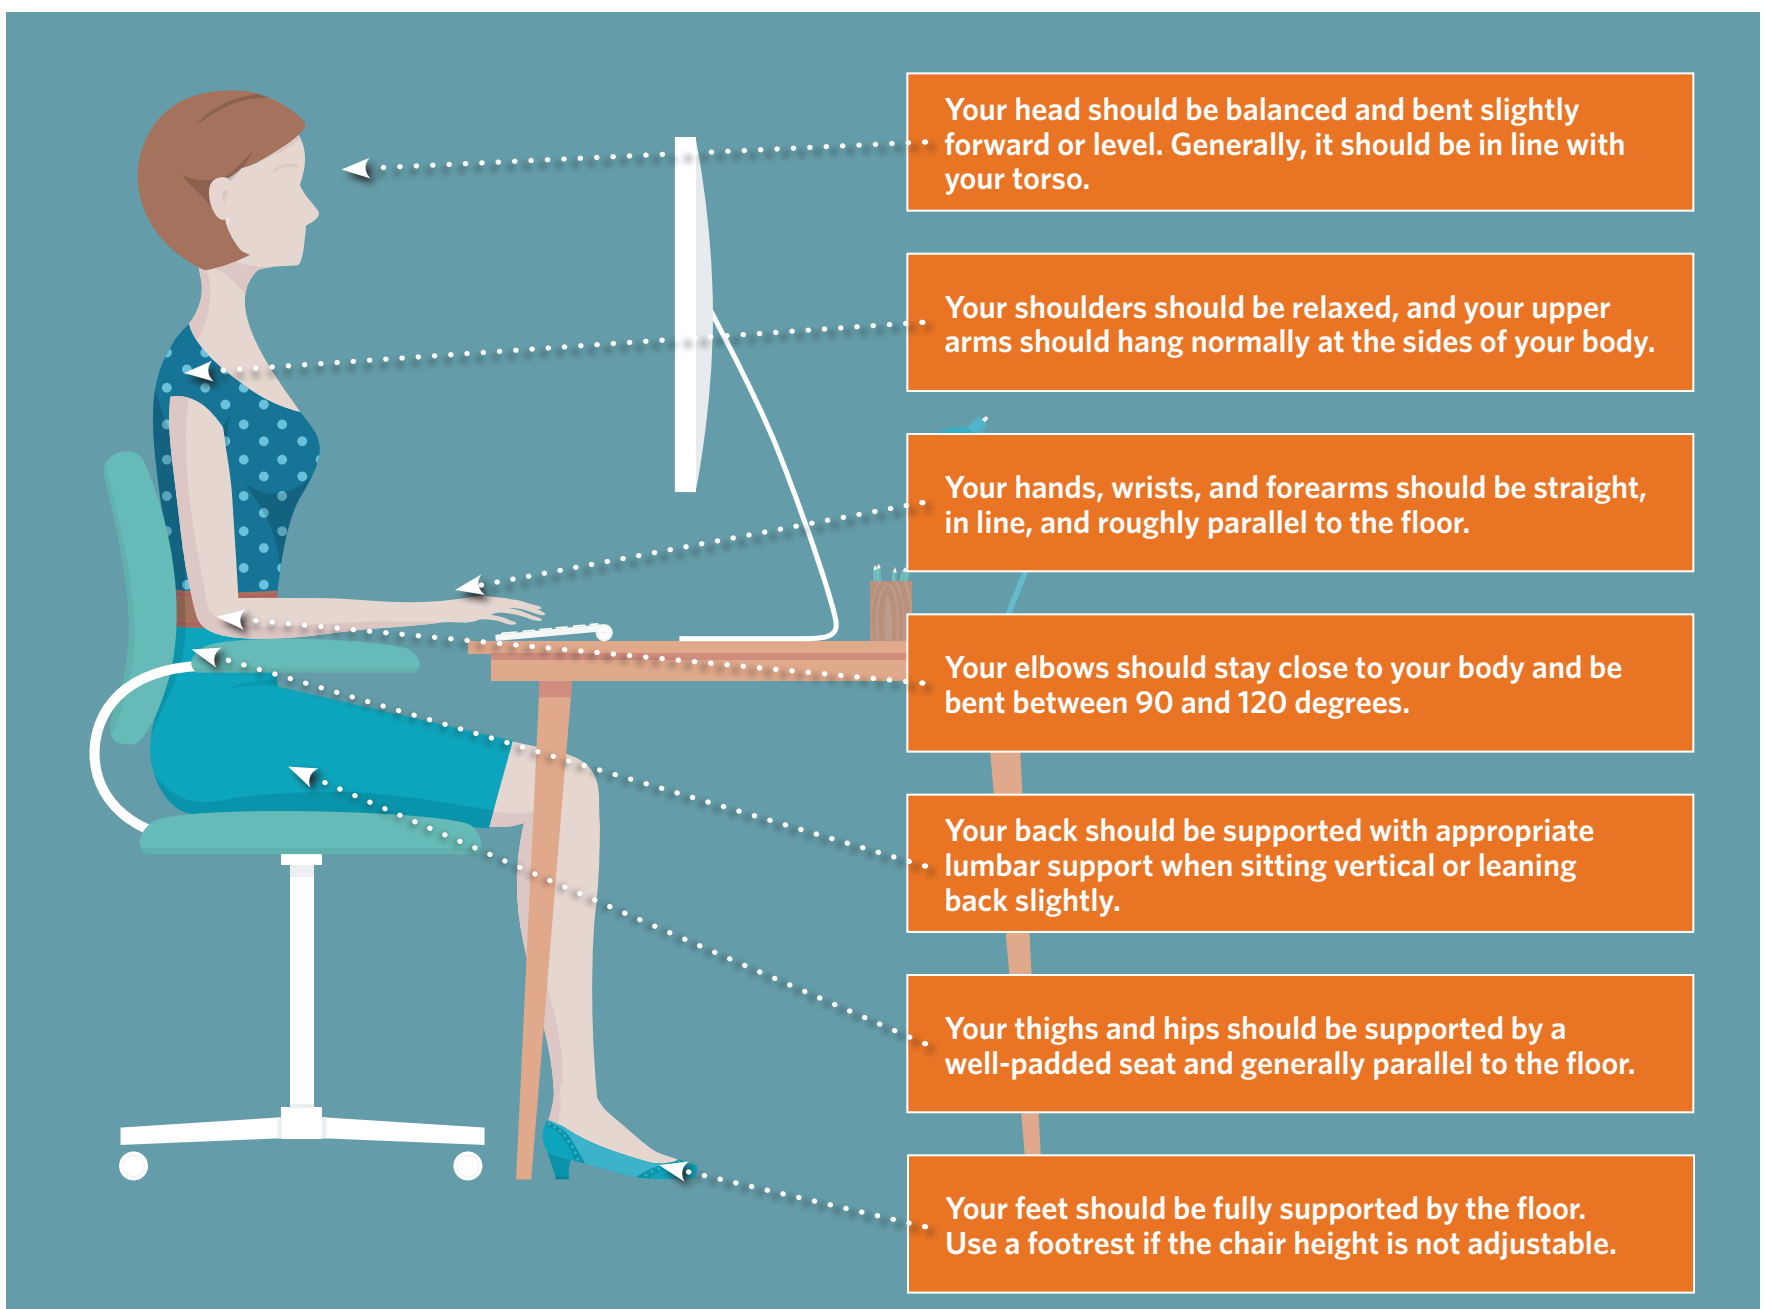 Your head should be balanced and bent slightly
forward or level. Generally, it should be in line with
your torso.
Your shoulders should be relaxed, and your upper
arms should hang normally at the sides of your body.
Your hands, wrists, and forearms should be straight,
in line, and roughly parallel to the floor.
Your elbows should stay close to your body and be
bent between 90 and 120 degrees.
Your back should be supported with appropriate
lumbar support when sitting vertical or leaning
back slightly.
Your thighs and hips should be supported by a
well-padded seat and generally parallel to the floor.
Your feet should be fully supported by the floor.
Use a footrest if the chair height is not adjustable.